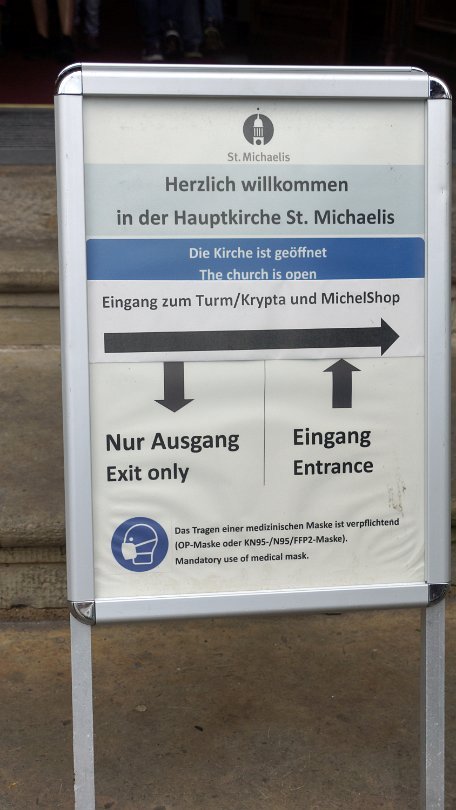 St. Michaelis
Herzlich willkommen
in der Hauptkirche St. Michaelis
Die Kirche ist geöffnet
The church is open
Eingang zum Turm/Krypta und MichelShop
Nur Ausgang
Exit only
Eingang
Entrance
Das Tragen einer medizinischen Maske ist verpflichtend
(OP-Maske oder KN95-/N95/FFP2-Maske).
Mandatory use of medical mask.